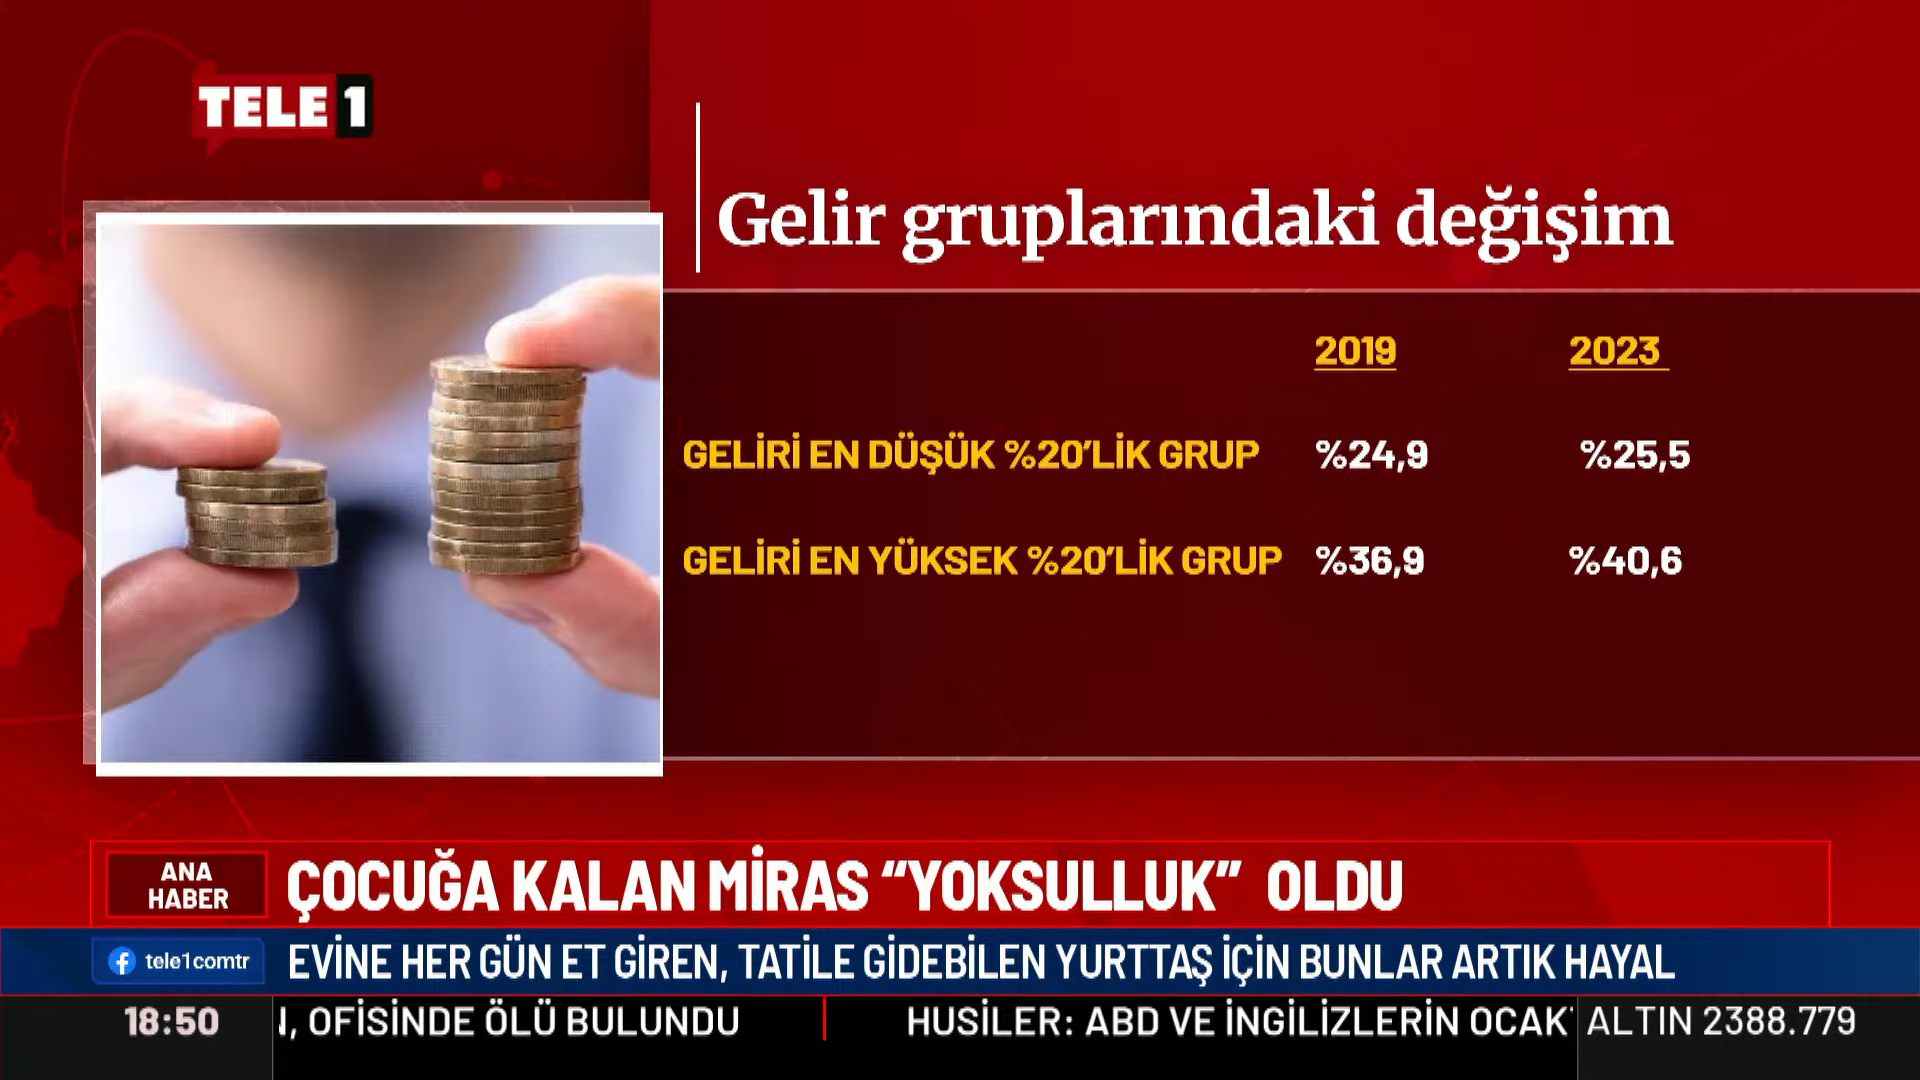 TELE 1
Gelir gruplarındaki değişim
2019 2023
GELİRİ EN DÜŞÜK %20'LİK GRUP %24,9 %25,5
GELİRİ EN YÜKSEK %20'LİK GRUP %36,9 %40,6
ANA
HABER
ÇOCUĞA KALAN MİRAS “YOKSULLUK” OLDU
tele1comtr
EVİNE HER GÜN ET GİREN, TATİLE GİDEBİLEN YURTTAŞ İÇİN BUNLAR ARTIK HAYAL
18:50 , OFİSİNDE ÖLÜ BULUNDU HUSİLER: ABD VE İNGİLİZLERİN OCAK ALTIN 2388.779